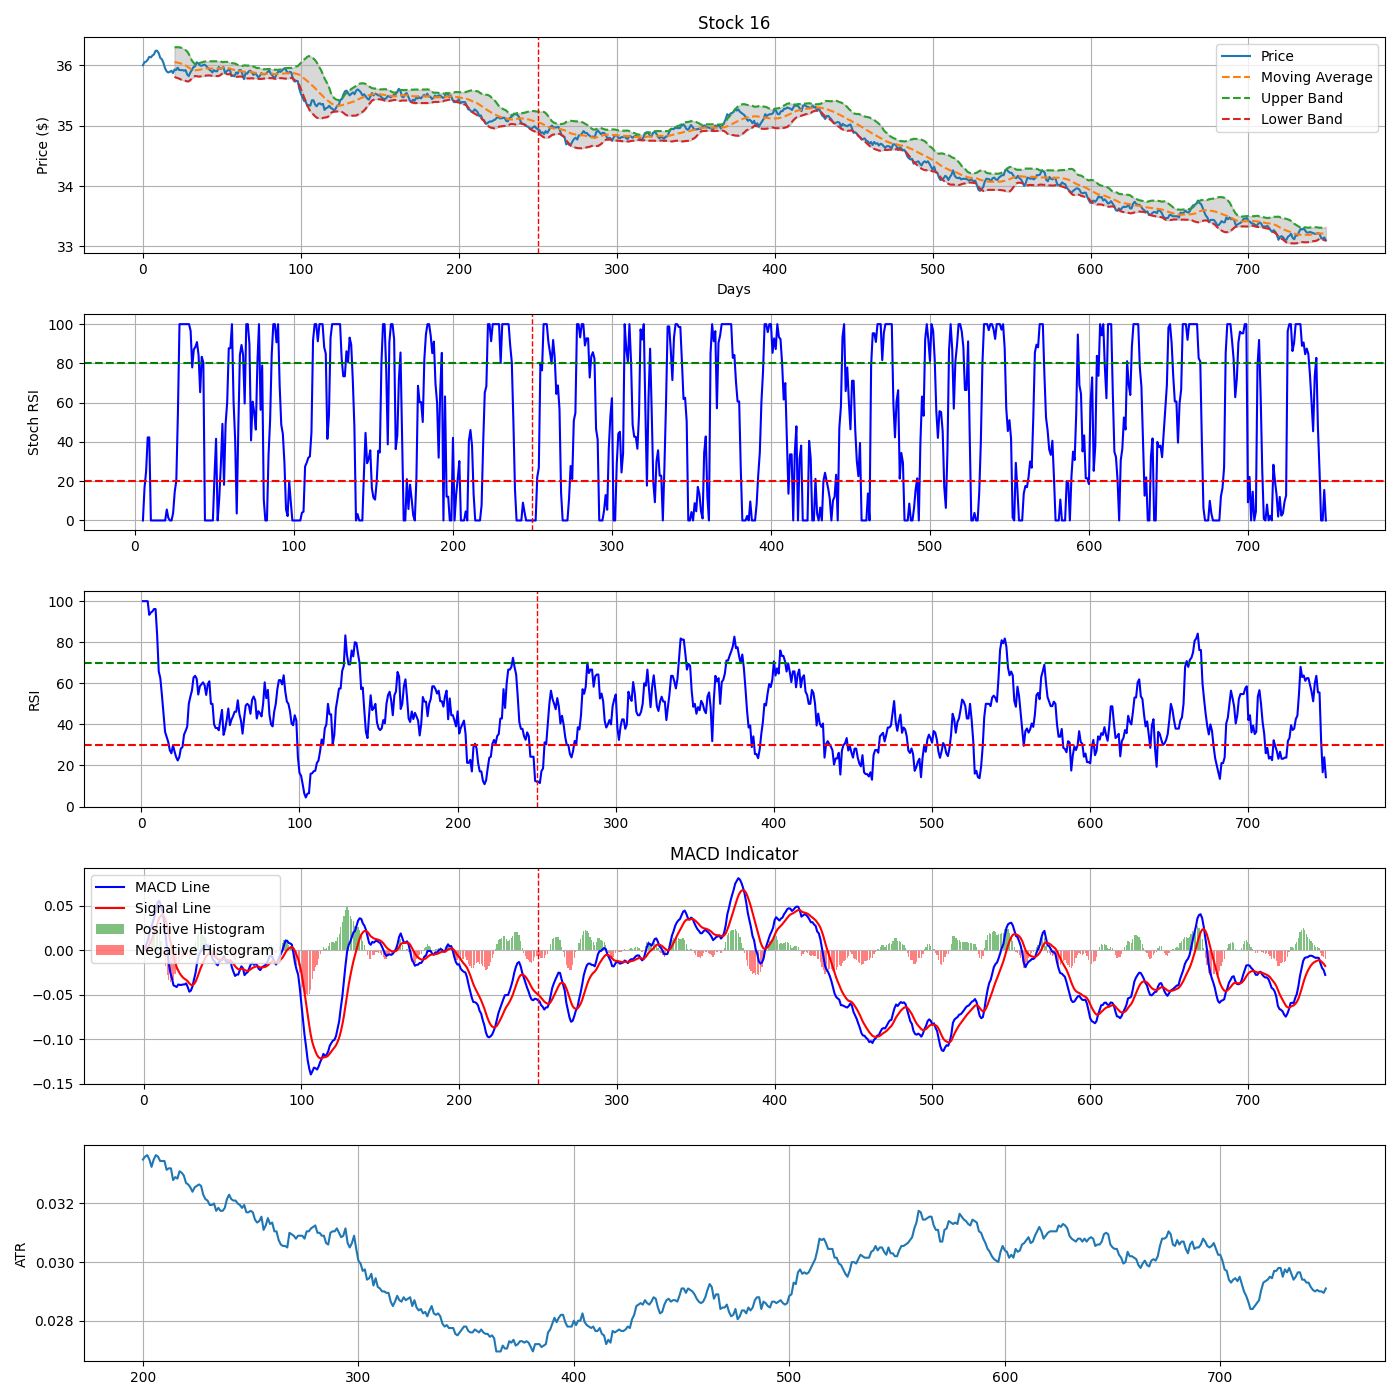 Stock 16
Price ($)
36
35
34
33
Price
Moving Average
Upper Band
Lower Band
0 100 200 300 400 500 600 700
Days
Stoch RSI
100
80
60
40
20
0
0 100 200 300 400 500 600 700
RSI
100
80
60
40
20
0
0 100 200 300 400 500 600 700
MACD Indicator
0.05
0.00
−0.05
−0.10
−0.15
MACD Line
Signal Line
Positive Histogram
Negative Histogram
0 100 200 300 400 500 600 700
ATR
0.032
0.030
0.028
200 300 400 500 600 700